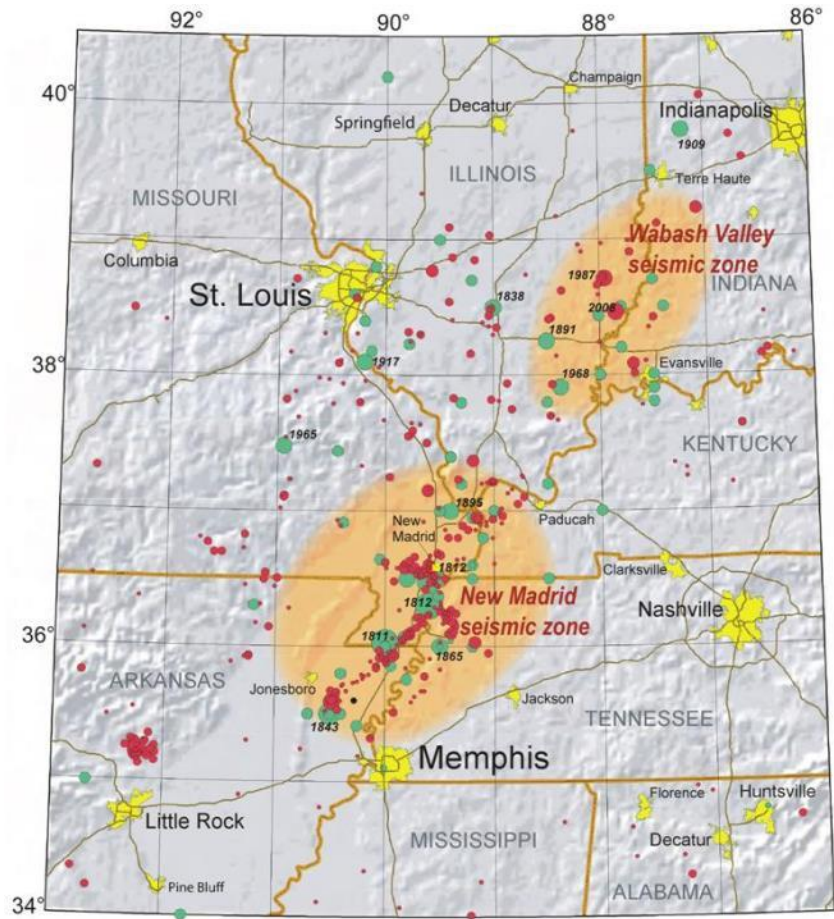 92°
90°
88°
86°
40°
Champaign
Decatur
Springfield
Indianapolis
1909
ILLINOIS
Terre Haute
MISSOURI
Columbia
Wabash Valley
seismic zone
1987
INDIANA
St. Louis
1838
2008
1891
38°
1917
1968
Evansville
1965
KENTUCKY
1895
New
Madrid
Paducah
1812
Clarksville
1812
New Madrid
seismic zone
Nashville
36°
1811
1865
ARKANSAS
Jonesboro
Jackson
1843
TENNESSEE
Memphis
Little Rock
Florence
Huntsville
MISSISSIPPI
Decatur
Pine Bluff
ALABAMA
34°